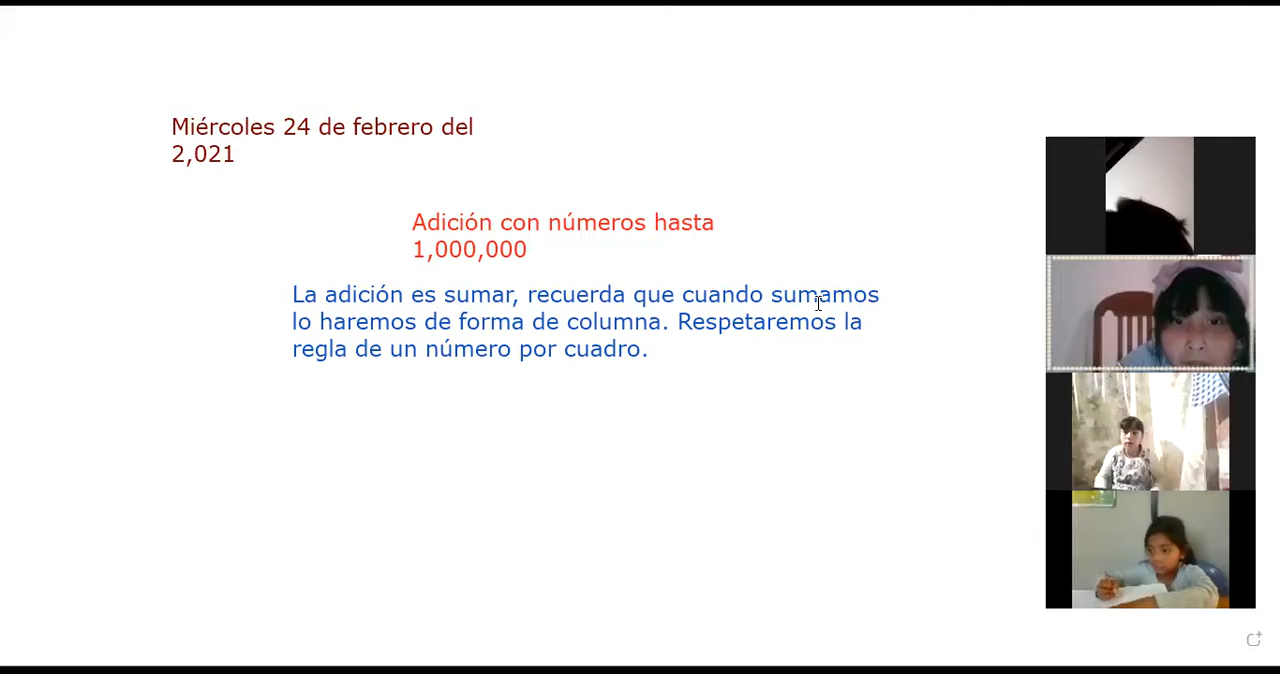 Miércoles 24 de febrero del
2,021
Adición con números hasta
1,000,000
La adición es sumar, recuerda que cuando sumamos
lo haremos de forma de columna. Respetaremos la
regla de un número por cuadro.